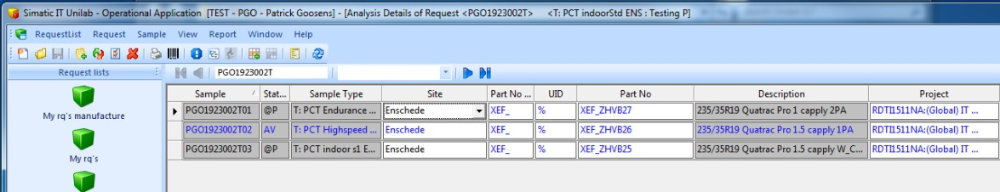 Simatic IT Unilab - Operational Application [TEST - PGO - Patrick Goosens] - [Analysis Details of Request <PGO1923002T> <T: PCT indoorStd ENS : Testing P]
RequestList Request Sample View Report Window Help
Request lists PGO1923002T
Sample Stat... Sample Type Site Part No ... UID Part No Description Project
PGO1923002T01 @P T: PCT Endurance ... Enschede XEF_ % XEF_ZHVB27 235/35R19 Quatrac Pro 1 capply 2PA RDTI1511NA:(Global) IT ...
PGO1923002T02 AV T: PCT Highspeed ... Enschede XEF_ % XEF_ZHVB26 235/35R19 Quatrac Pro 1.5 capply 1PA RDTI1511NA:(Global) IT ...
PGO1923002T03 @P T: PCT indoor s1 E... Enschede XEF_ % XEF_ZHVB25 235/35R19 Quatrac Pro 1.5 capply W_C... RDTI1511NA:(Global) IT ...
My rq's manufacture
My rq's